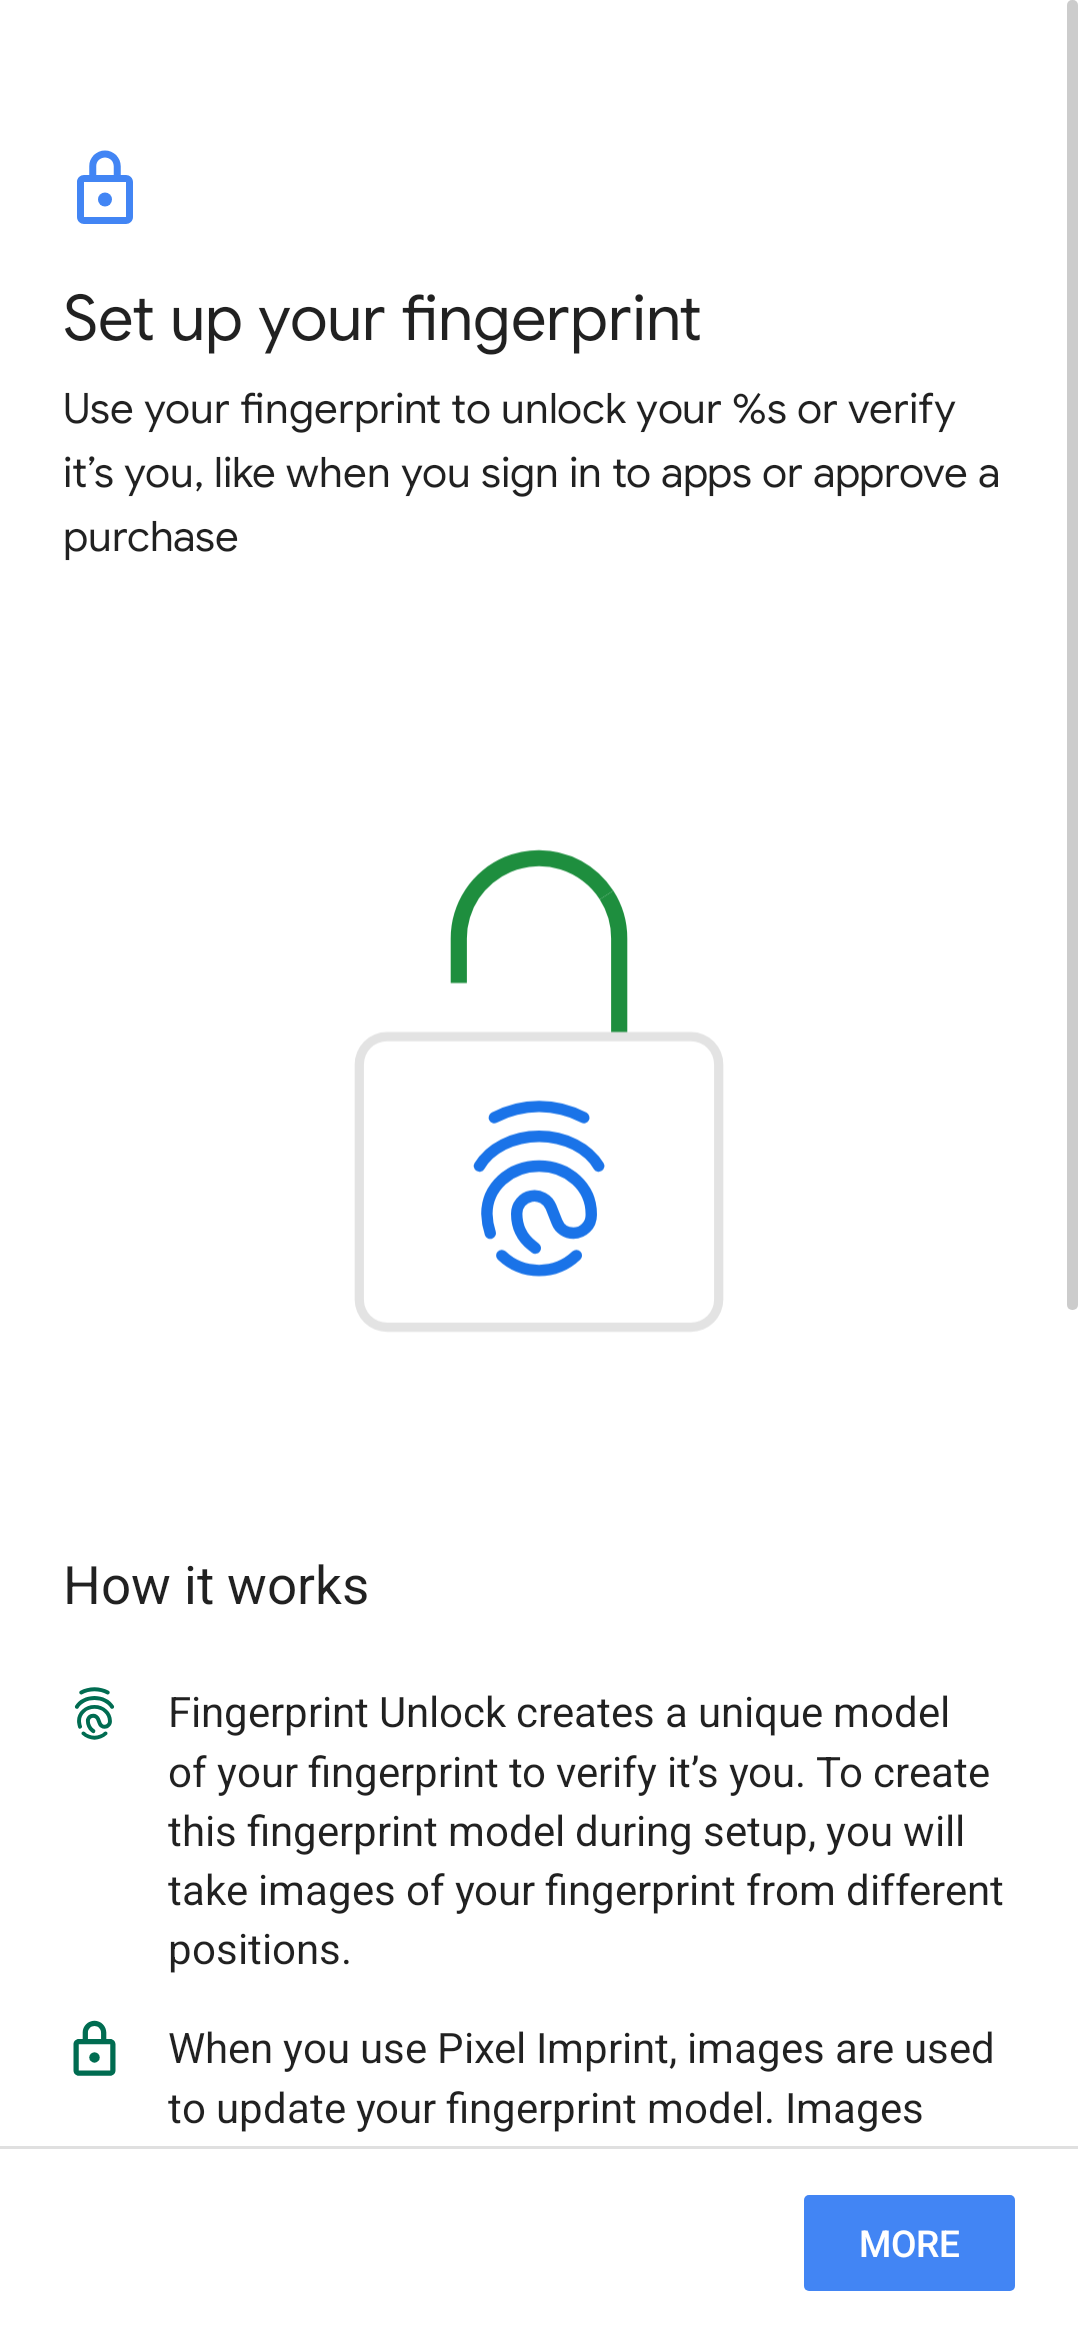 Set up your fingerprint
Use your fingerprint to unlock your %s or verify
it’s you, like when you sign in to apps or approve a
purchase
How it works
Fingerprint Unlock creates a unique model
of your fingerprint to verify it’s you. To create
this fingerprint model during setup, you will
take images of your fingerprint from different
positions.
When you use Pixel Imprint, images are used
to update your fingerprint model. Images
MORE